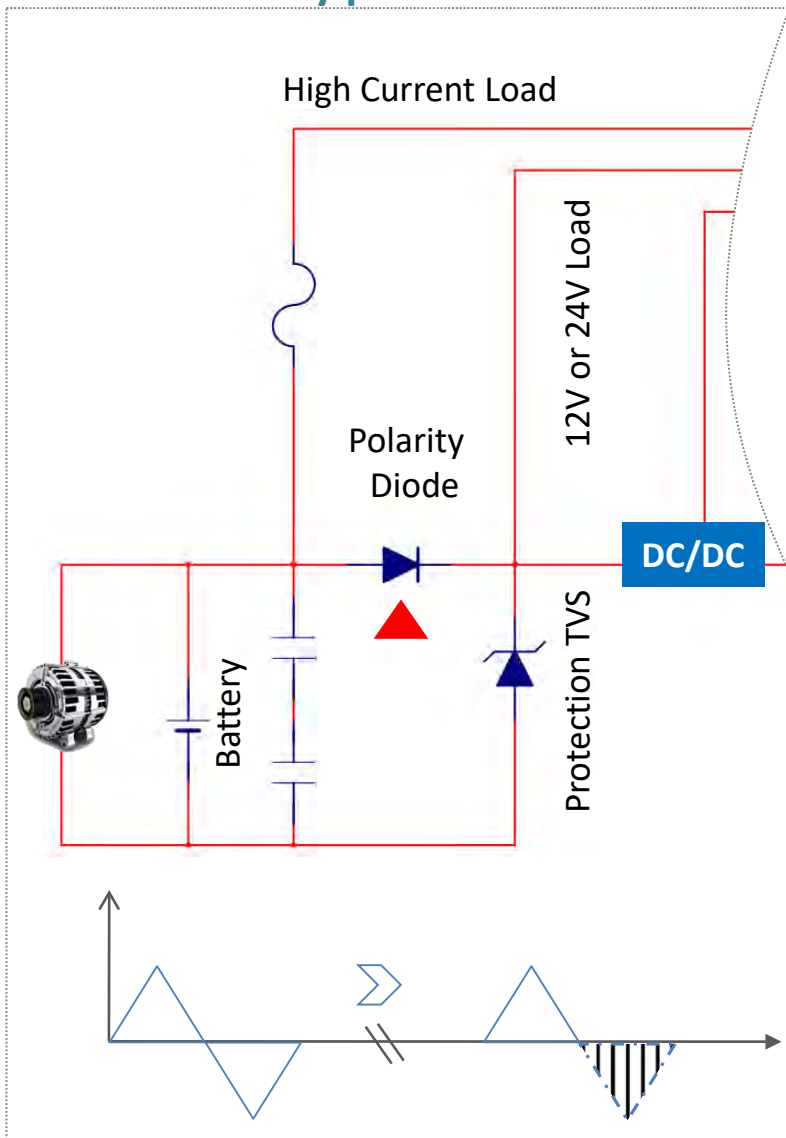 High Current Load
12V or 24V Load
Polarity
Diode
DC/DC
Battery
Protection TVS